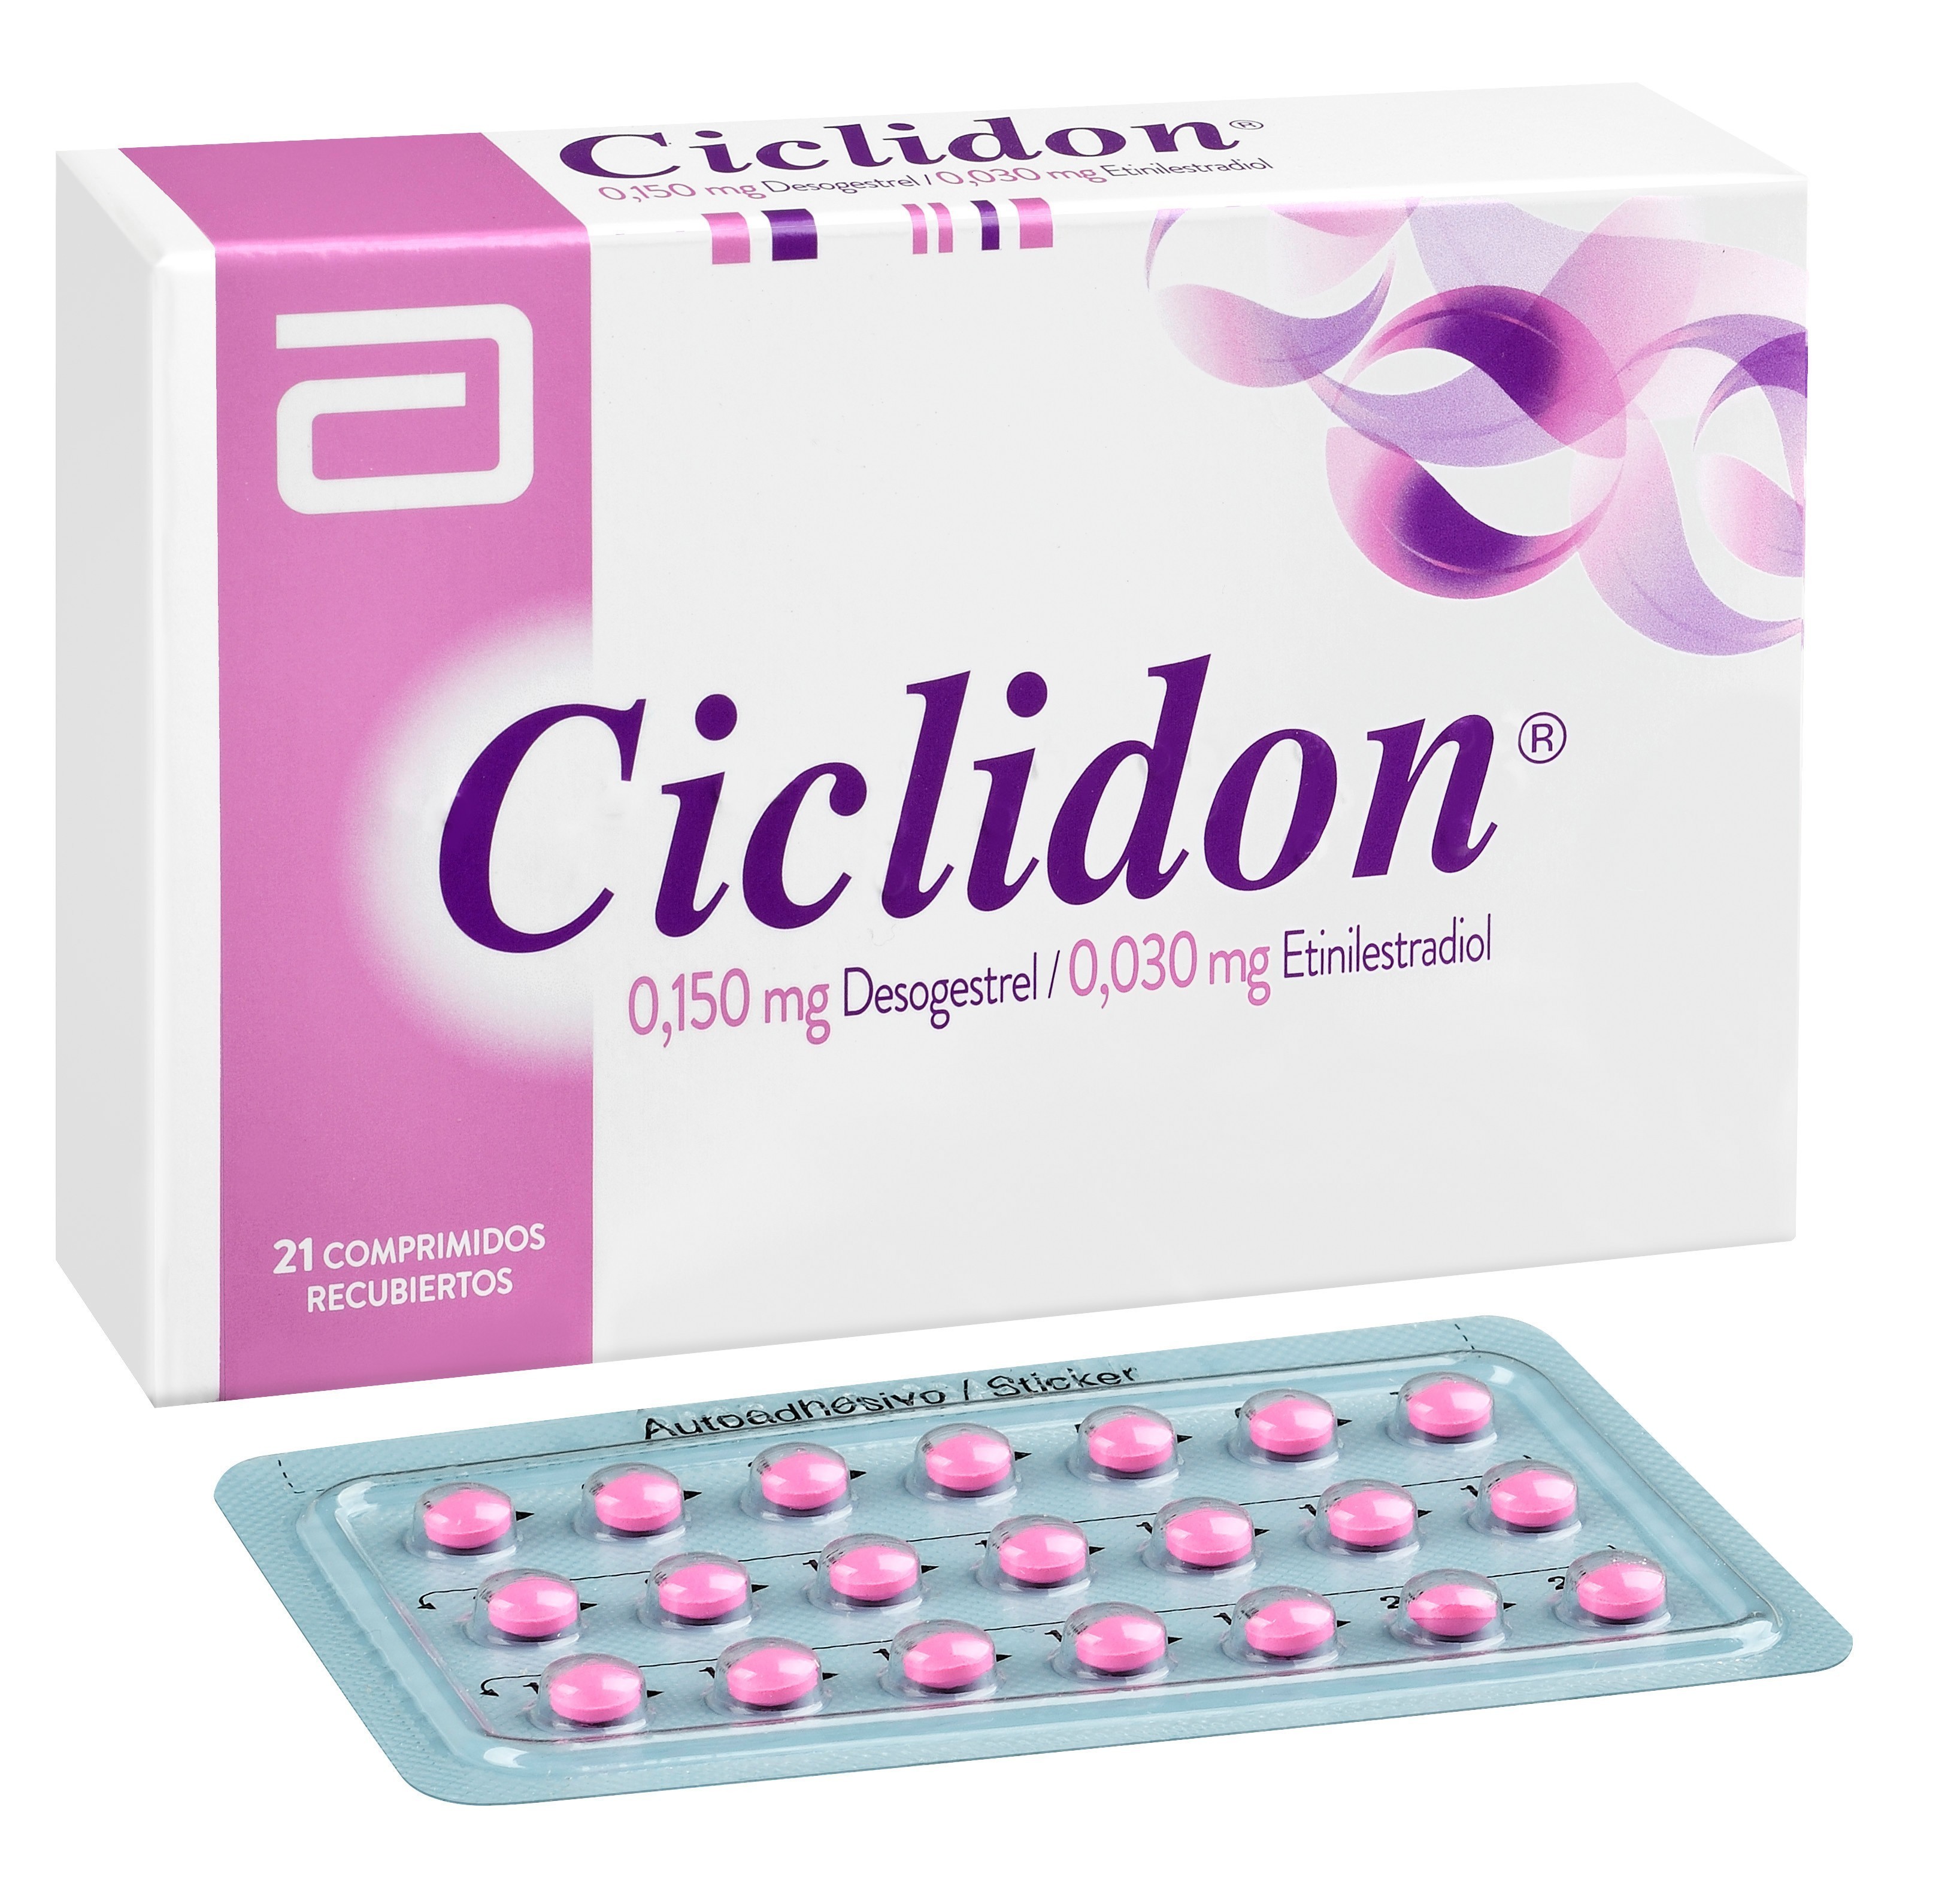 Ciclidon®
0,150 mg Desogestrel / 0,030 mg Etinilestradiol
Ciclidon®
0,150 mg Desogestrel / 0,030 mg Etinilestradiol
21 COMPRIMIDOS
RECUBIERTOS
Autoadhesivo / Sticker